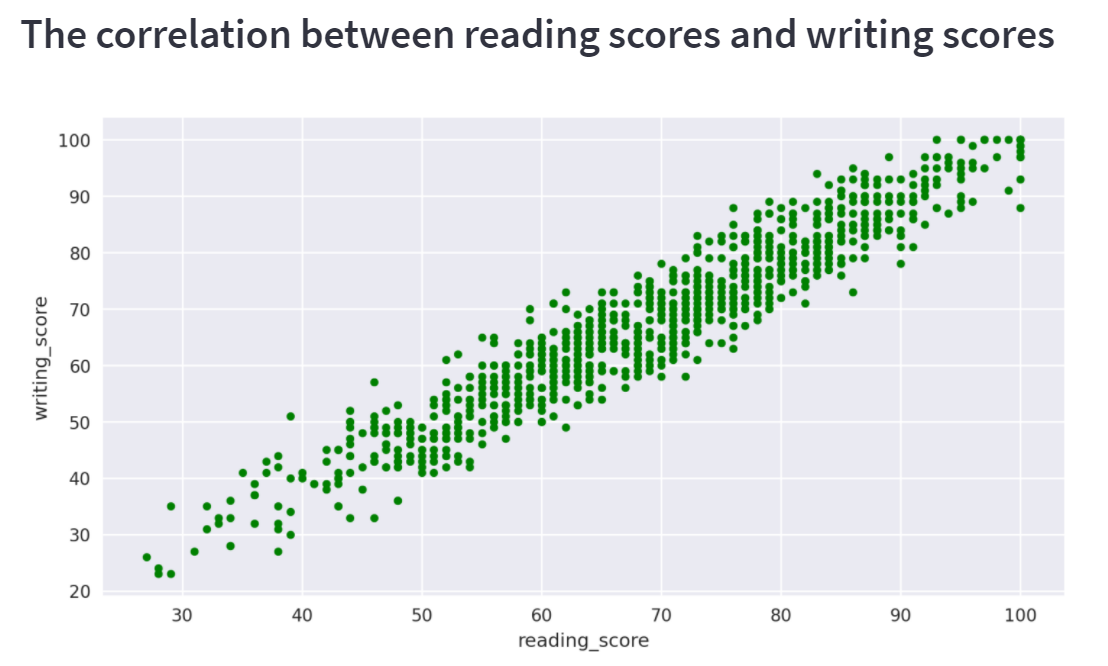 The correlation between reading scores and writing scores
100
90
80
70
60
50
40
30
20
writing_score
30 40 50 60 70 80 90 100
reading_score